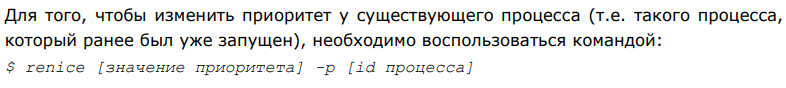 Для того, чтобы изменить приоритет у существующего процесса (т.е. такого процесса,
который ранее был уже запущен), необходимо воспользоваться командой:
$ renice [значение приоритета] -p [id процесса]